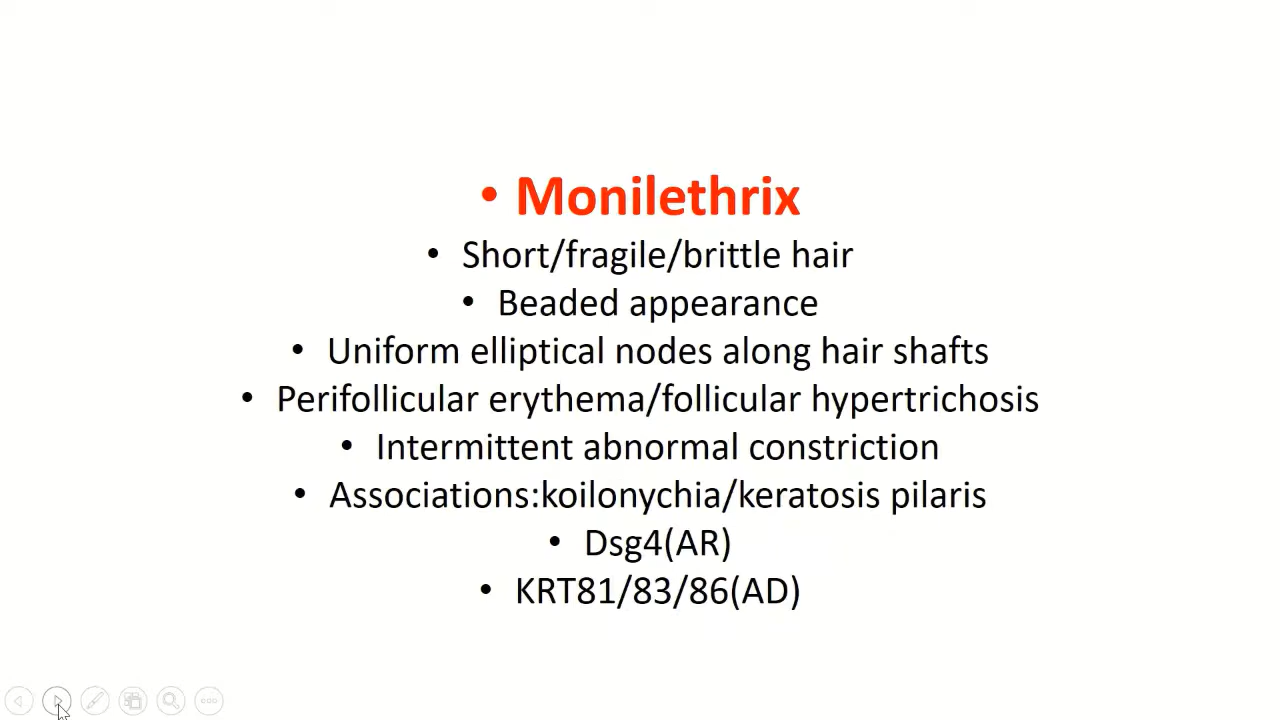 • Monilethrix
• Short/fragile/brittle hair
• Beaded appearance
• Uniform elliptical nodes along hair shafts
• Perifollicular erythema/follicular hypertrichosis
• Intermittent abnormal constriction
• Associations:koilonychia/keratosis pilaris
• Dsg4(AR)
• KRT81/83/86(AD)